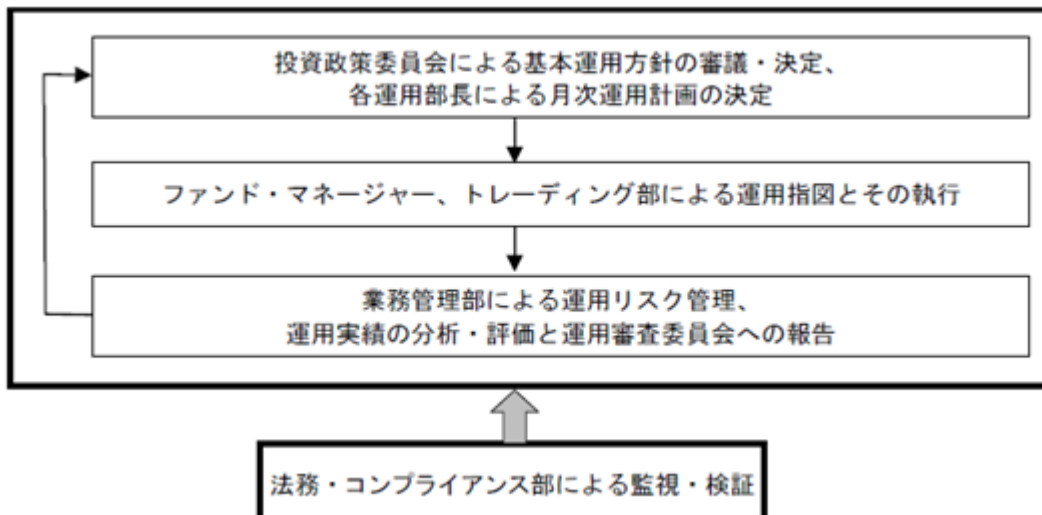 投資政策委員会による基本運用方針の審議・決定、
各運用部長による月次運用計画の決定
ファンド・マネージャー、トレーディング部による運用指図とその執行
業務管理部による運用リスク管理、
運用実績の分析・評価と運用審査委員会への報告
法務・コンプライアンス部による監視・検証